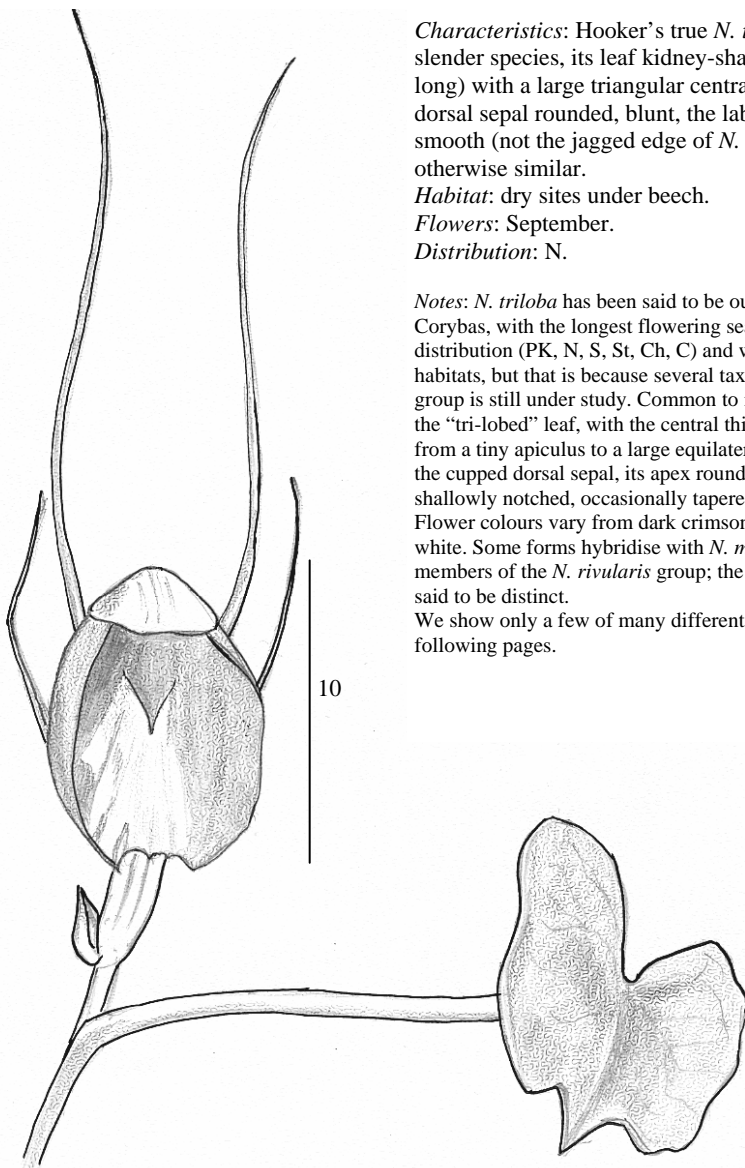 Characteristics: Hooker's true N. t
slender species, its leaf kidney-sha
long) with a large triangular centra
dorsal sepal rounded, blunt, the lab
smooth (not the jagged edge of N.
otherwise similar.
Habitat: dry sites under beech.
Flowers: September.
Distribution: N.
Notes: N. triloba has been said to be ou
Corybas, with the longest flowering sea
distribution (PK, N, S, St, Ch, C) and w
habitats, but that is because several tax
group is still under study. Common to
the “tri-lobed” leaf, with the central thi
from a tiny apiculus to a large equilater
the cupped dorsal sepal, its apex round
shallowly notched, occasionally tapere
Flower colours vary from dark crimson
white. Some forms hybridise with N. m
members of the N. rivularis group; the
said to be distinct.
We show only a few of many different
following pages.
10